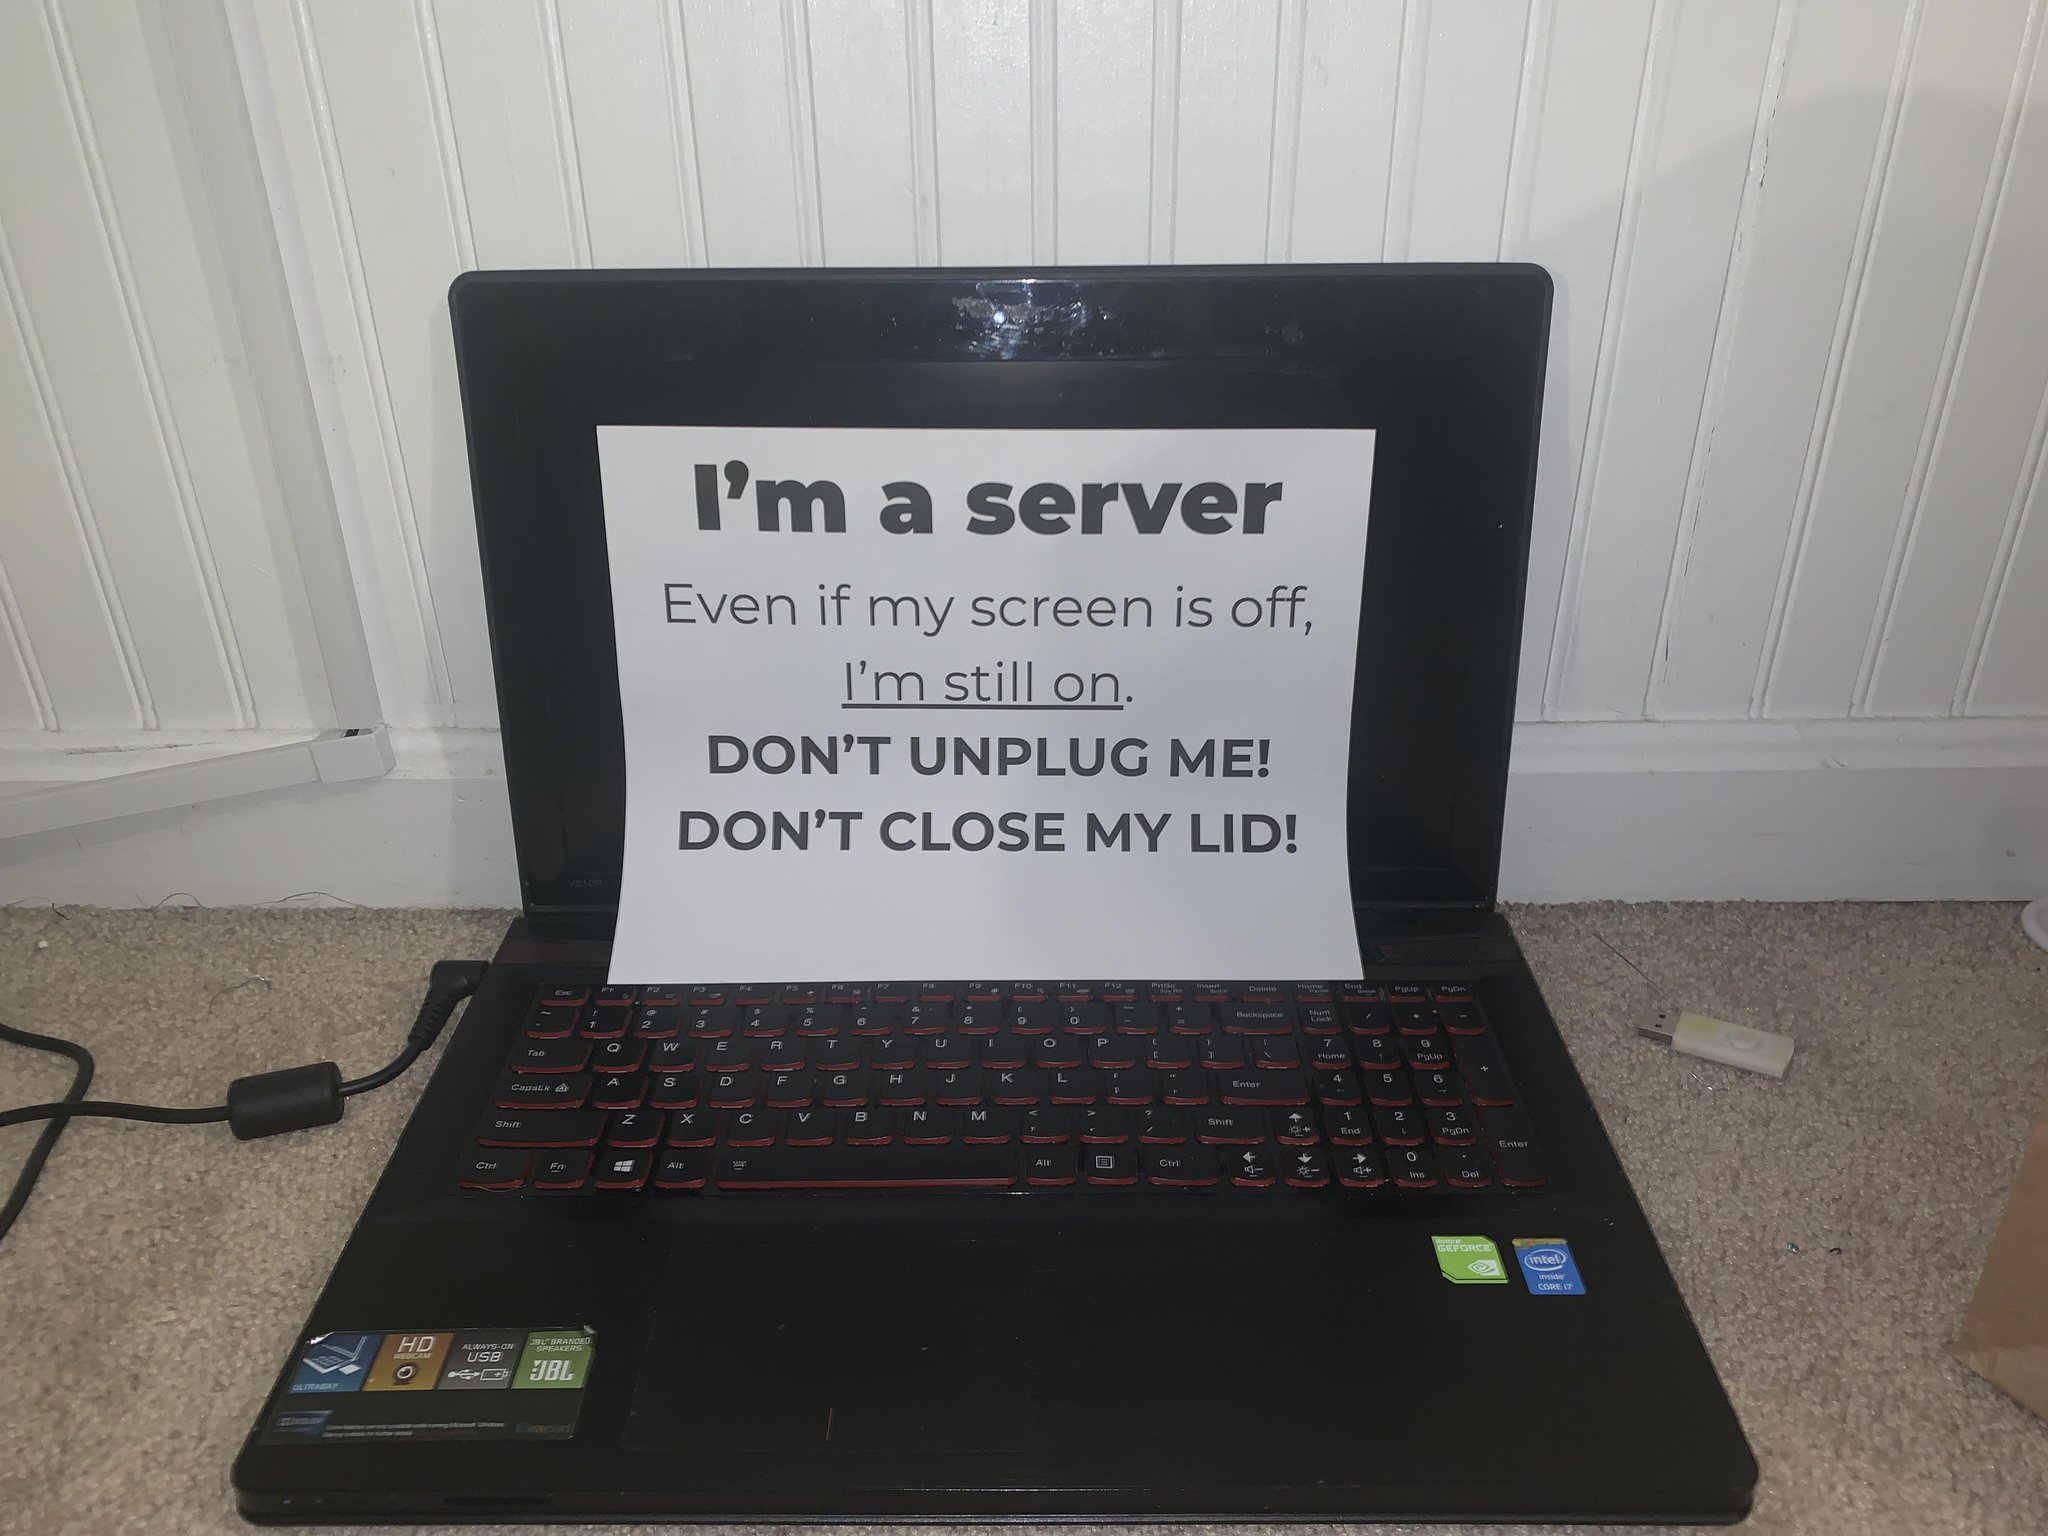 I'm a server
Even if my screen is off,
I'm still on.
DON'T UNPLUG ME!
DON'T CLOSE MY LID!
Y510P
Esc F1 F2 F3 F4 F5 F6 F7 F8 F9 F10 F11 F12 PrtSc Insert Delete Home End PgUp PgDn
~ ! @ # $ % ^ & * ( ) _ + Backspace Num Lock / * -
` 1 2 3 4 5 6 7 8 9 0 - =
Tab Q W E R T Y U I O P 7 Home 8 9 PgUp +
CapsLk A S D F G H J K L Enter 4 5 6
Shift Z X C V B N M < > ? Shift 1 End 2 3 PgDn Enter
Ctrl Fn Alt Alt Ctrl 0 Ins . Del
NVIDIA
GEFORCE
intel
inside
CORE i7
ULTRABAY
HD
WEBCAM
ALWAYS-ON
USB
JBL BRANDED
SPEAKERS
JBL